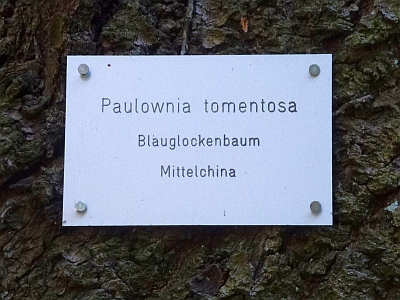 Paulownia tomentosa
Blauglockenbaum
Mittelchina